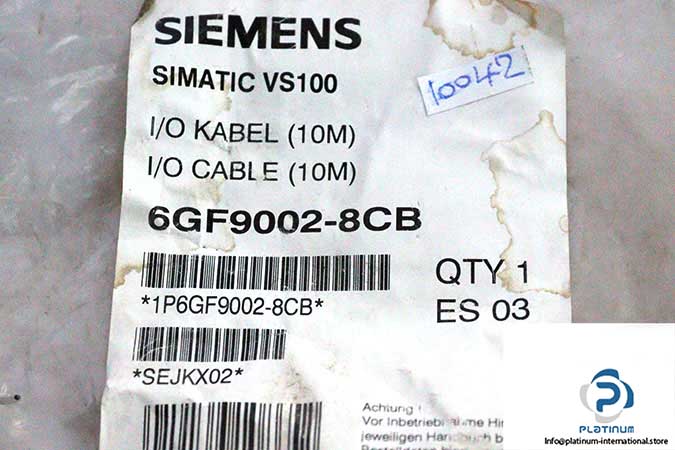 SIEMENS
SIMATIC VS100
10042
I/O KABEL (10M)
I/O CABLE (10M)
6GF9002-8CB
QTY 1
*1P6GF9002-8CB*
ES 03
*SEJKX02*
Achtung
Vor Inbetriebnahme
jeweiligen
PLATINUM
Info@platinum-international.store